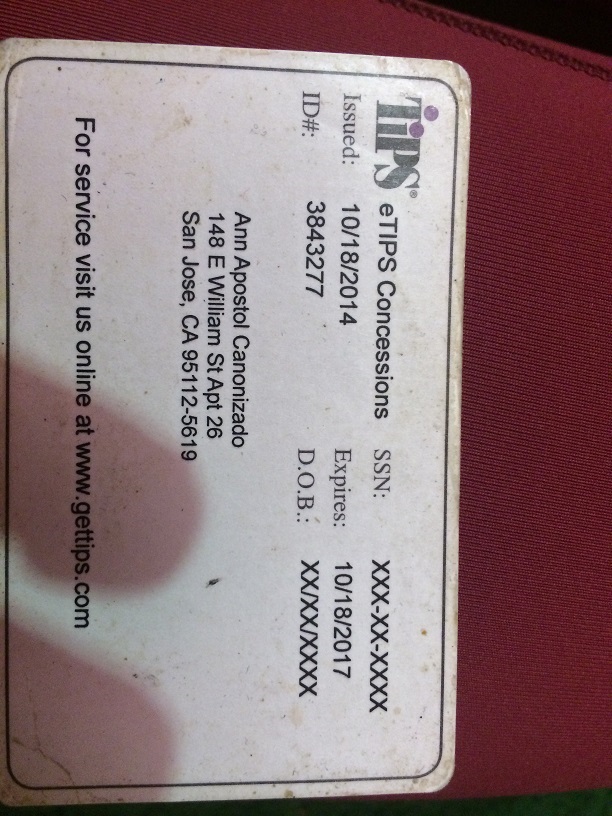 TiPS® eTIPS Concessions SSN: XXX-XX-XXXX
Issued: 10/18/2014 Expires: 10/18/2017
ID#: 3843277 D.O.B.: XX/XX/XXXX
Ann Apostol Canonizado
148 E William St Apt 26
San Jose, CA 95112-5619
For service visit us online at www.gettips.com